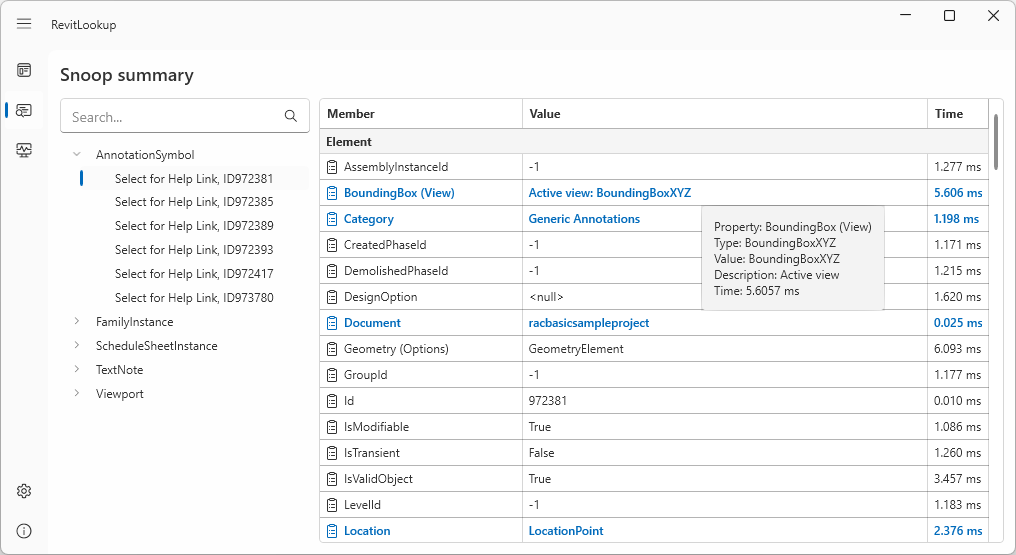 RevitLookup
Snoop summary
Search...
AnnotationSymbol
Select for Help Link, ID972381
Select for Help Link, ID972385
Select for Help Link, ID972389
Select for Help Link, ID972393
Select for Help Link, ID972417
Select for Help Link, ID973780
FamilyInstance
ScheduleSheetInstance
TextNote
Viewport
Member Value Time
Element
AssemblyInstanceId -1 1.277 ms
BoundingBox (View) Active view: BoundingBoxXYZ 5.606 ms
Category Generic Annotations 1.198 ms
CreatedPhaseId -1 1.171 ms
DemolishedPhaseId -1 1.215 ms
DesignOption <null> 1.620 ms
Document racbasicsampleproject 0.025 ms
Geometry (Options) GeometryElement 6.093 ms
GroupId -1 1.177 ms
Id 972381 0.010 ms
IsModifiable True 1.086 ms
IsTransient False 1.260 ms
IsValidObject True 3.457 ms
LevelId -1 1.183 ms
Location LocationPoint 2.376 ms
Property: BoundingBox (View)
Type: BoundingBoxXYZ
Value: BoundingBoxXYZ
Description: Active view
Time: 5.6057 ms